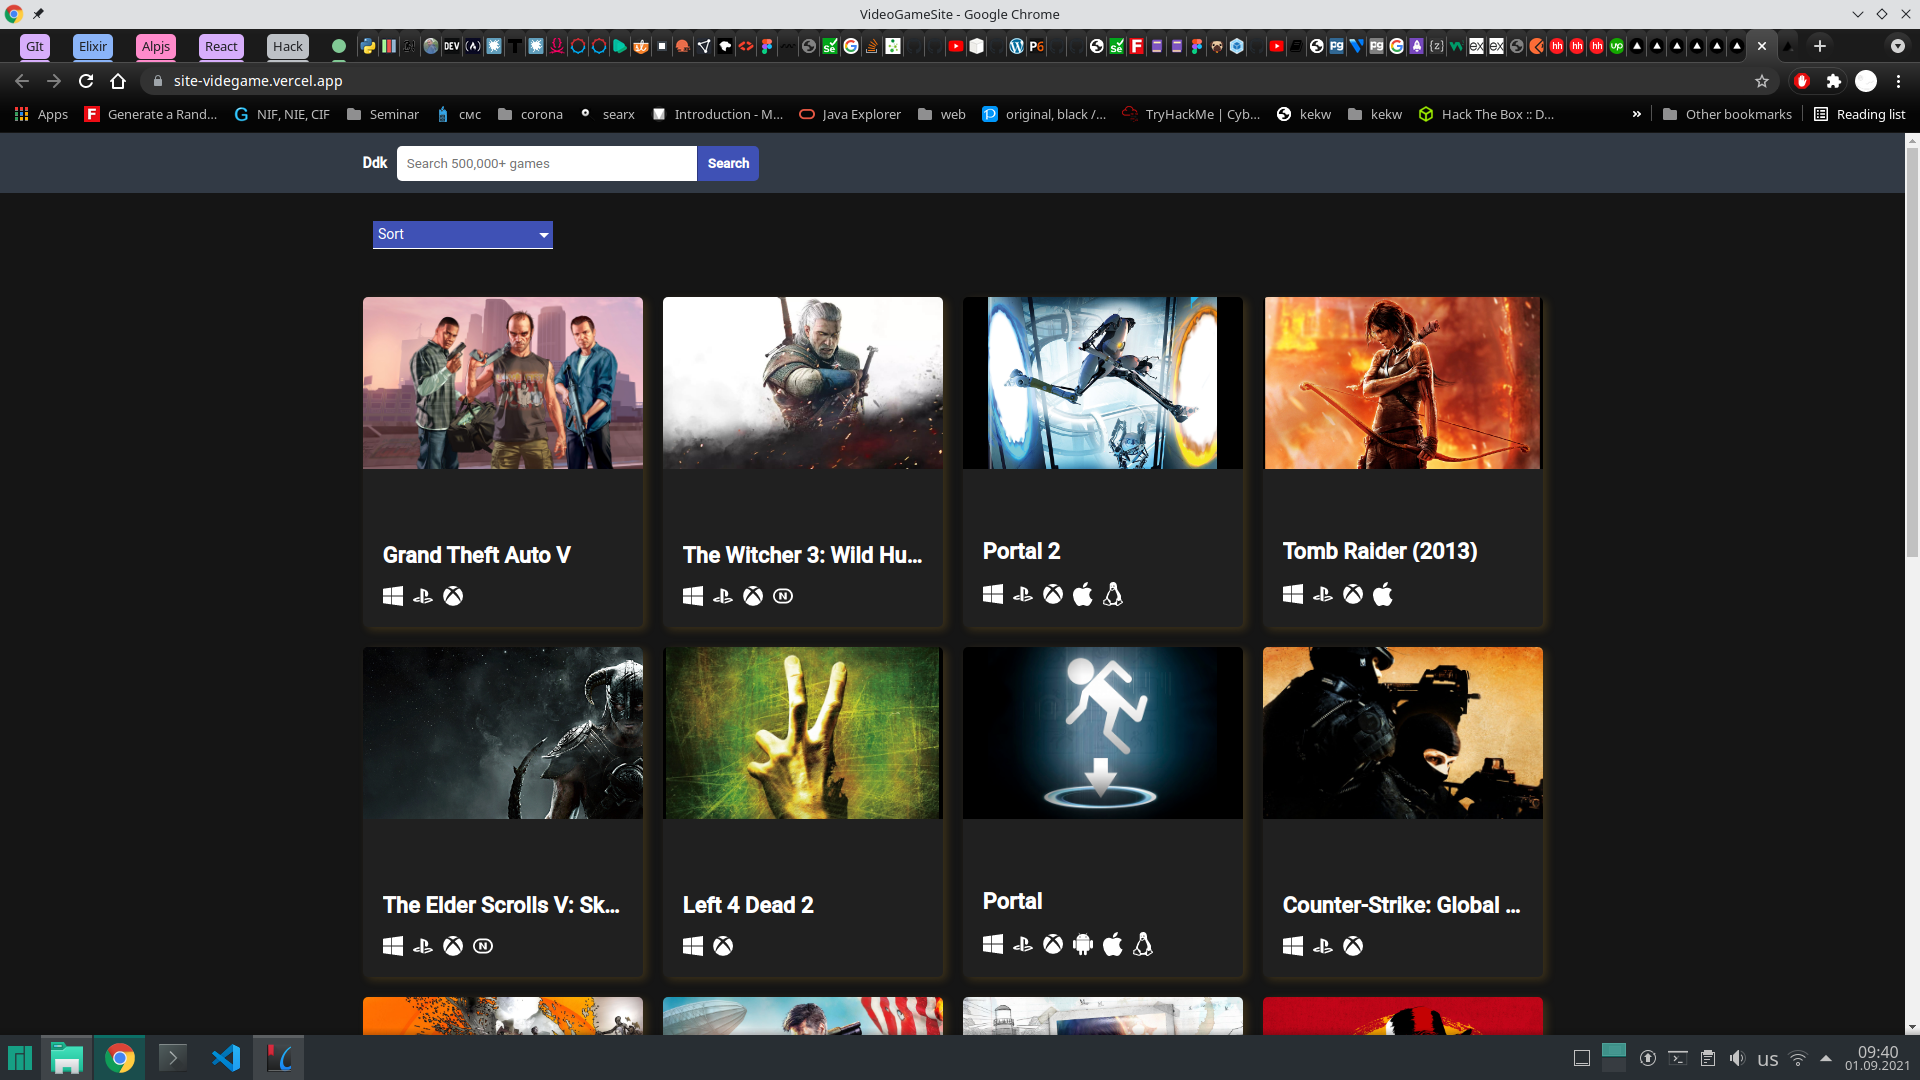 VideoGameSite - Google Chrome
GIt
Elixir
Alpjs
React
Hack
site-videgame.vercel.app
Apps
Generate a Rand...
NIF, NIE, CIF
Seminar
смс
corona
searx
Introduction - M...
Java Explorer
web
original, black /...
TryHackMe | Cyb...
kekw
kekw
Hack The Box :: D...
»
Other bookmarks
Reading list
Ddk
Search 500,000+ games
Search
Sort
Grand Theft Auto V
The Witcher 3: Wild Hu...
Portal 2
Tomb Raider (2013)
The Elder Scrolls V: Sk...
Left 4 Dead 2
Portal
Counter-Strike: Global ...
us
09:40
01.09.2021